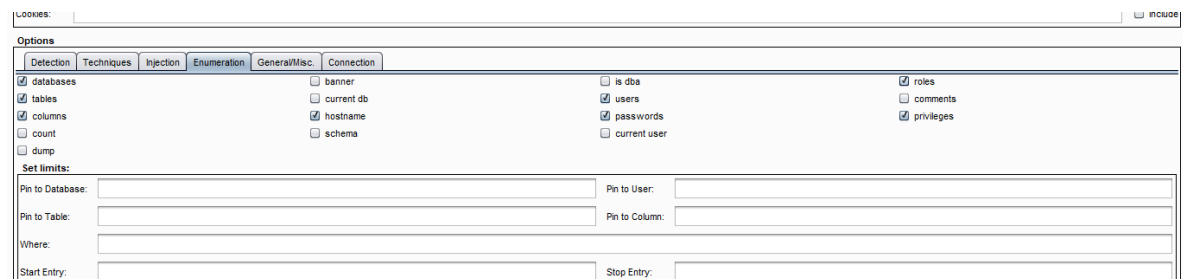 Cookies: Include
Options
Detection Techniques Injection Enumeration General/Misc. Connection
databases banner is dba roles
tables current db users comments
columns hostname passwords privileges
count schema current user
dump
Set limits:
Pin to Database: Pin to User:
Pin to Table: Pin to Column:
Where:
Start Entry: Stop Entry: